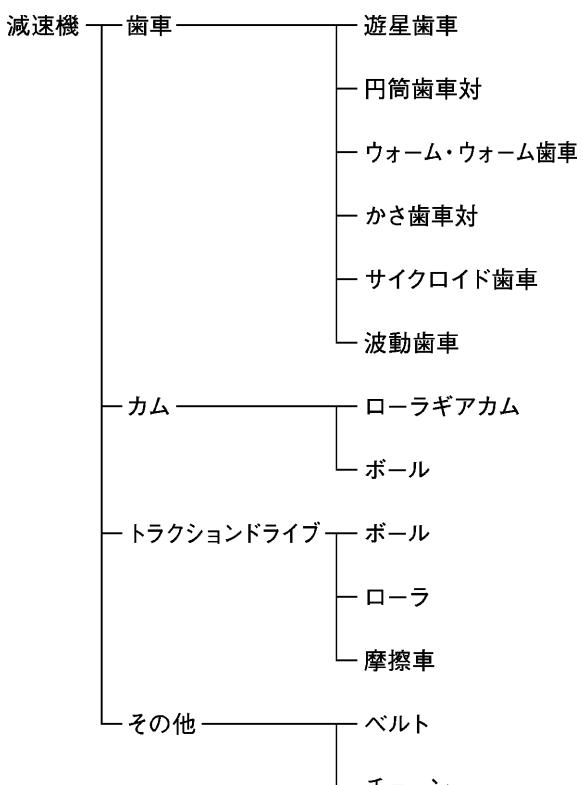 減速機
歯車
遊星歯車
円筒歯車対
ウォーム・ウォーム歯車
かさ歯車対
サイクロイド歯車
波動歯車
カム
ローラギアカム
ボール
トラクションドライブ
ボール
ローラ
摩擦車
その他
ベルト